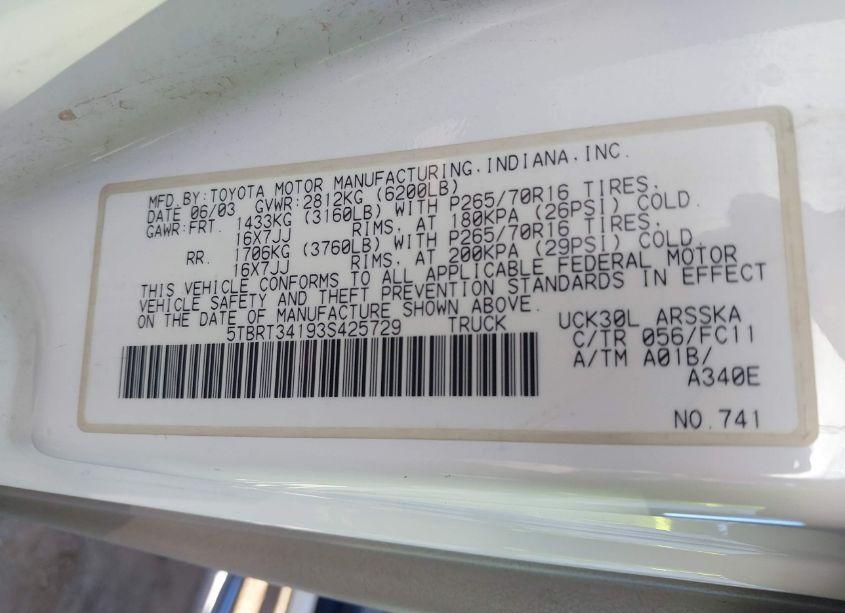 MFD.BY:TOYOTA MOTOR MANUFACTURING.INDIANA.INC.
DATE 06/03 GVWR:2812KG (6200LB)
GAWR:FRT. 1433KG (3160LB) WITH P265/70R16 TIRES.
16X7JJ RIMS. AT 180KPA (26PSI) COLD.
RR. 1706KG (3760LB) WITH P265/70R16 TIRES.
16X7JJ RIMS. AT 200KPA (29PSI) COLD.
THIS VEHICLE CONFORMS TO ALL APPLICABLE FEDERAL MOTOR
VEHICLE SAFETY AND THEFT PREVENTION STANDARDS IN EFFECT
ON THE DATE OF MANUFACTURE SHOWN ABOVE.
5TBRT34193S425729 TRUCK
UCK30L ARSSKA
C/TR 056/FC11
A/TM A01B/
A340E
NO.741